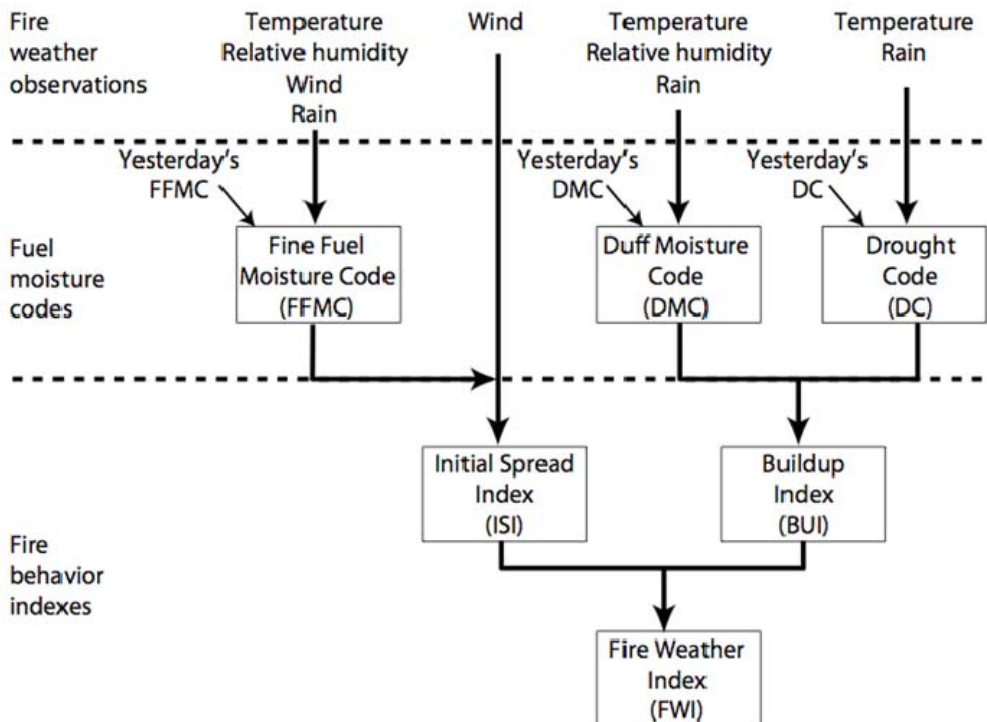 Fire
weather
observations
Temperature
Relative humidity
Wind
Rain
Wind
Temperature
Relative humidity
Rain
Temperature
Rain
Fuel
moisture
codes
Yesterday's
FFMC
Fine Fuel
Moisture Code
(FFMC)
Yesterday's
DMC
Duff Moisture
Code
(DMC)
Yesterday's
DC
Drought
Code
(DC)
Fire
behavior
indexes
Initial Spread
Index
(ISI)
Buildup
Index
(BUI)
Fire Weather
Index
(FWI)